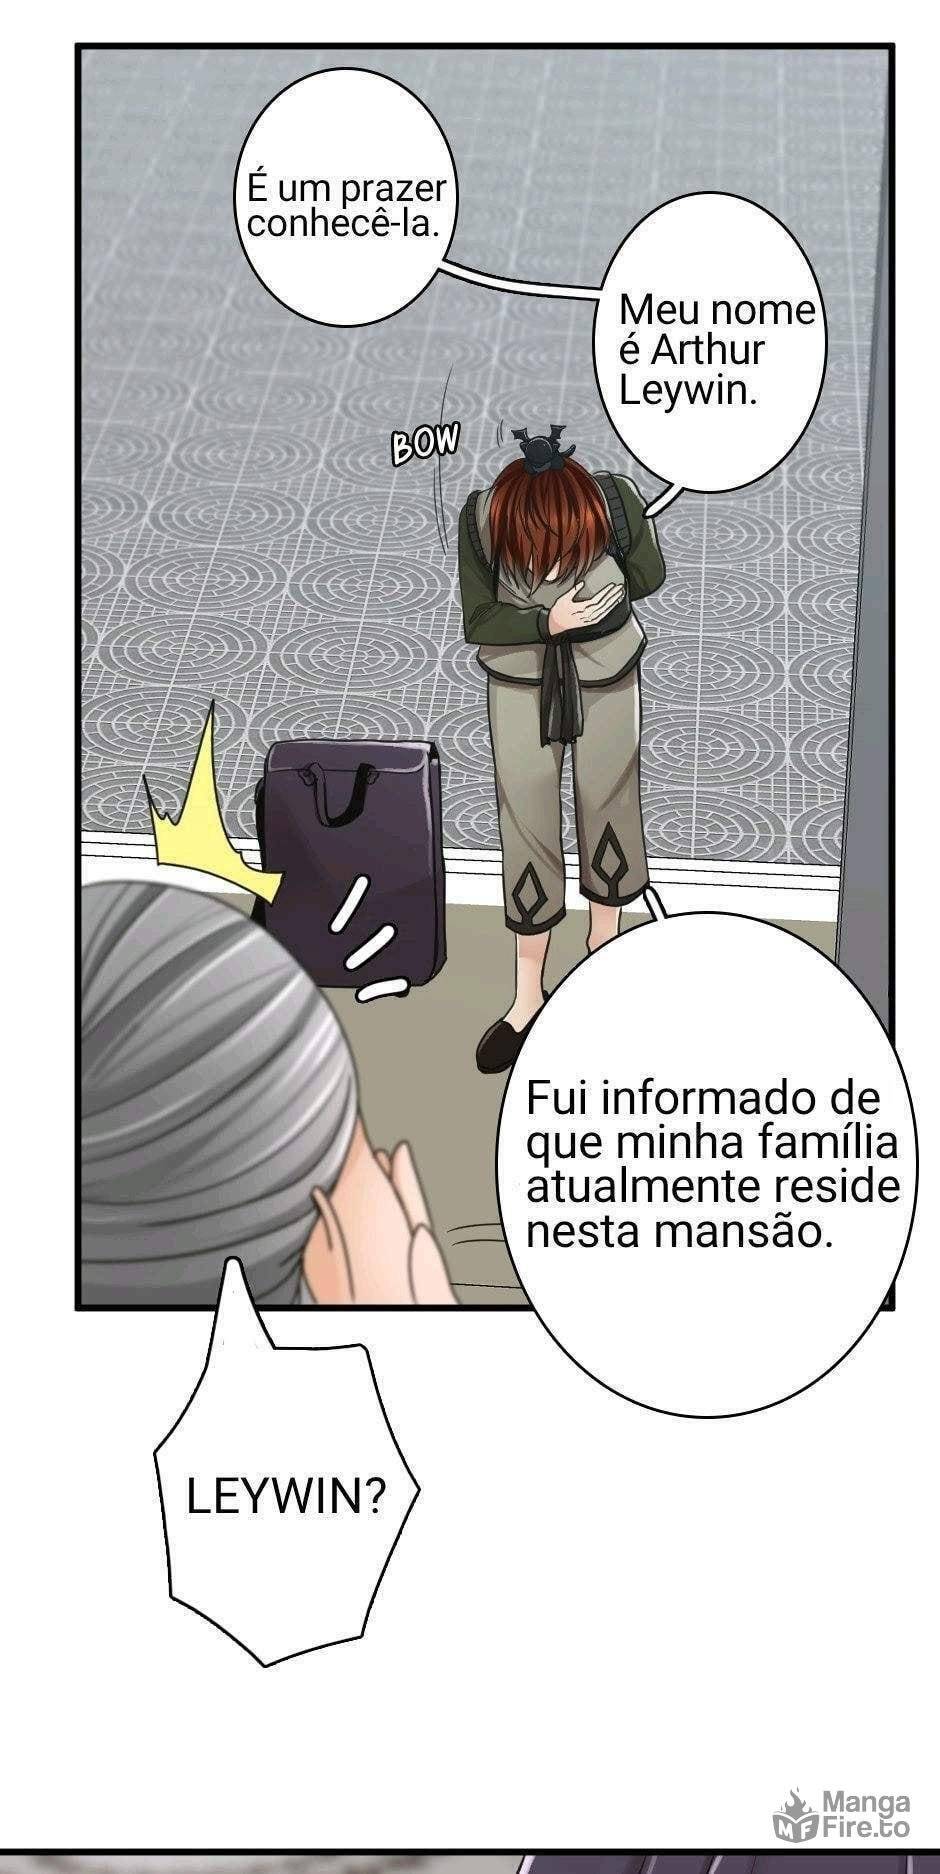 É um prazer
conhecê-la.
Meu nome
é Arthur
Leywin.
BOW
Fui informado de
que minha família
atualmente reside
nesta mansão.
LEYWIN?
Manga
Fire.to
MF